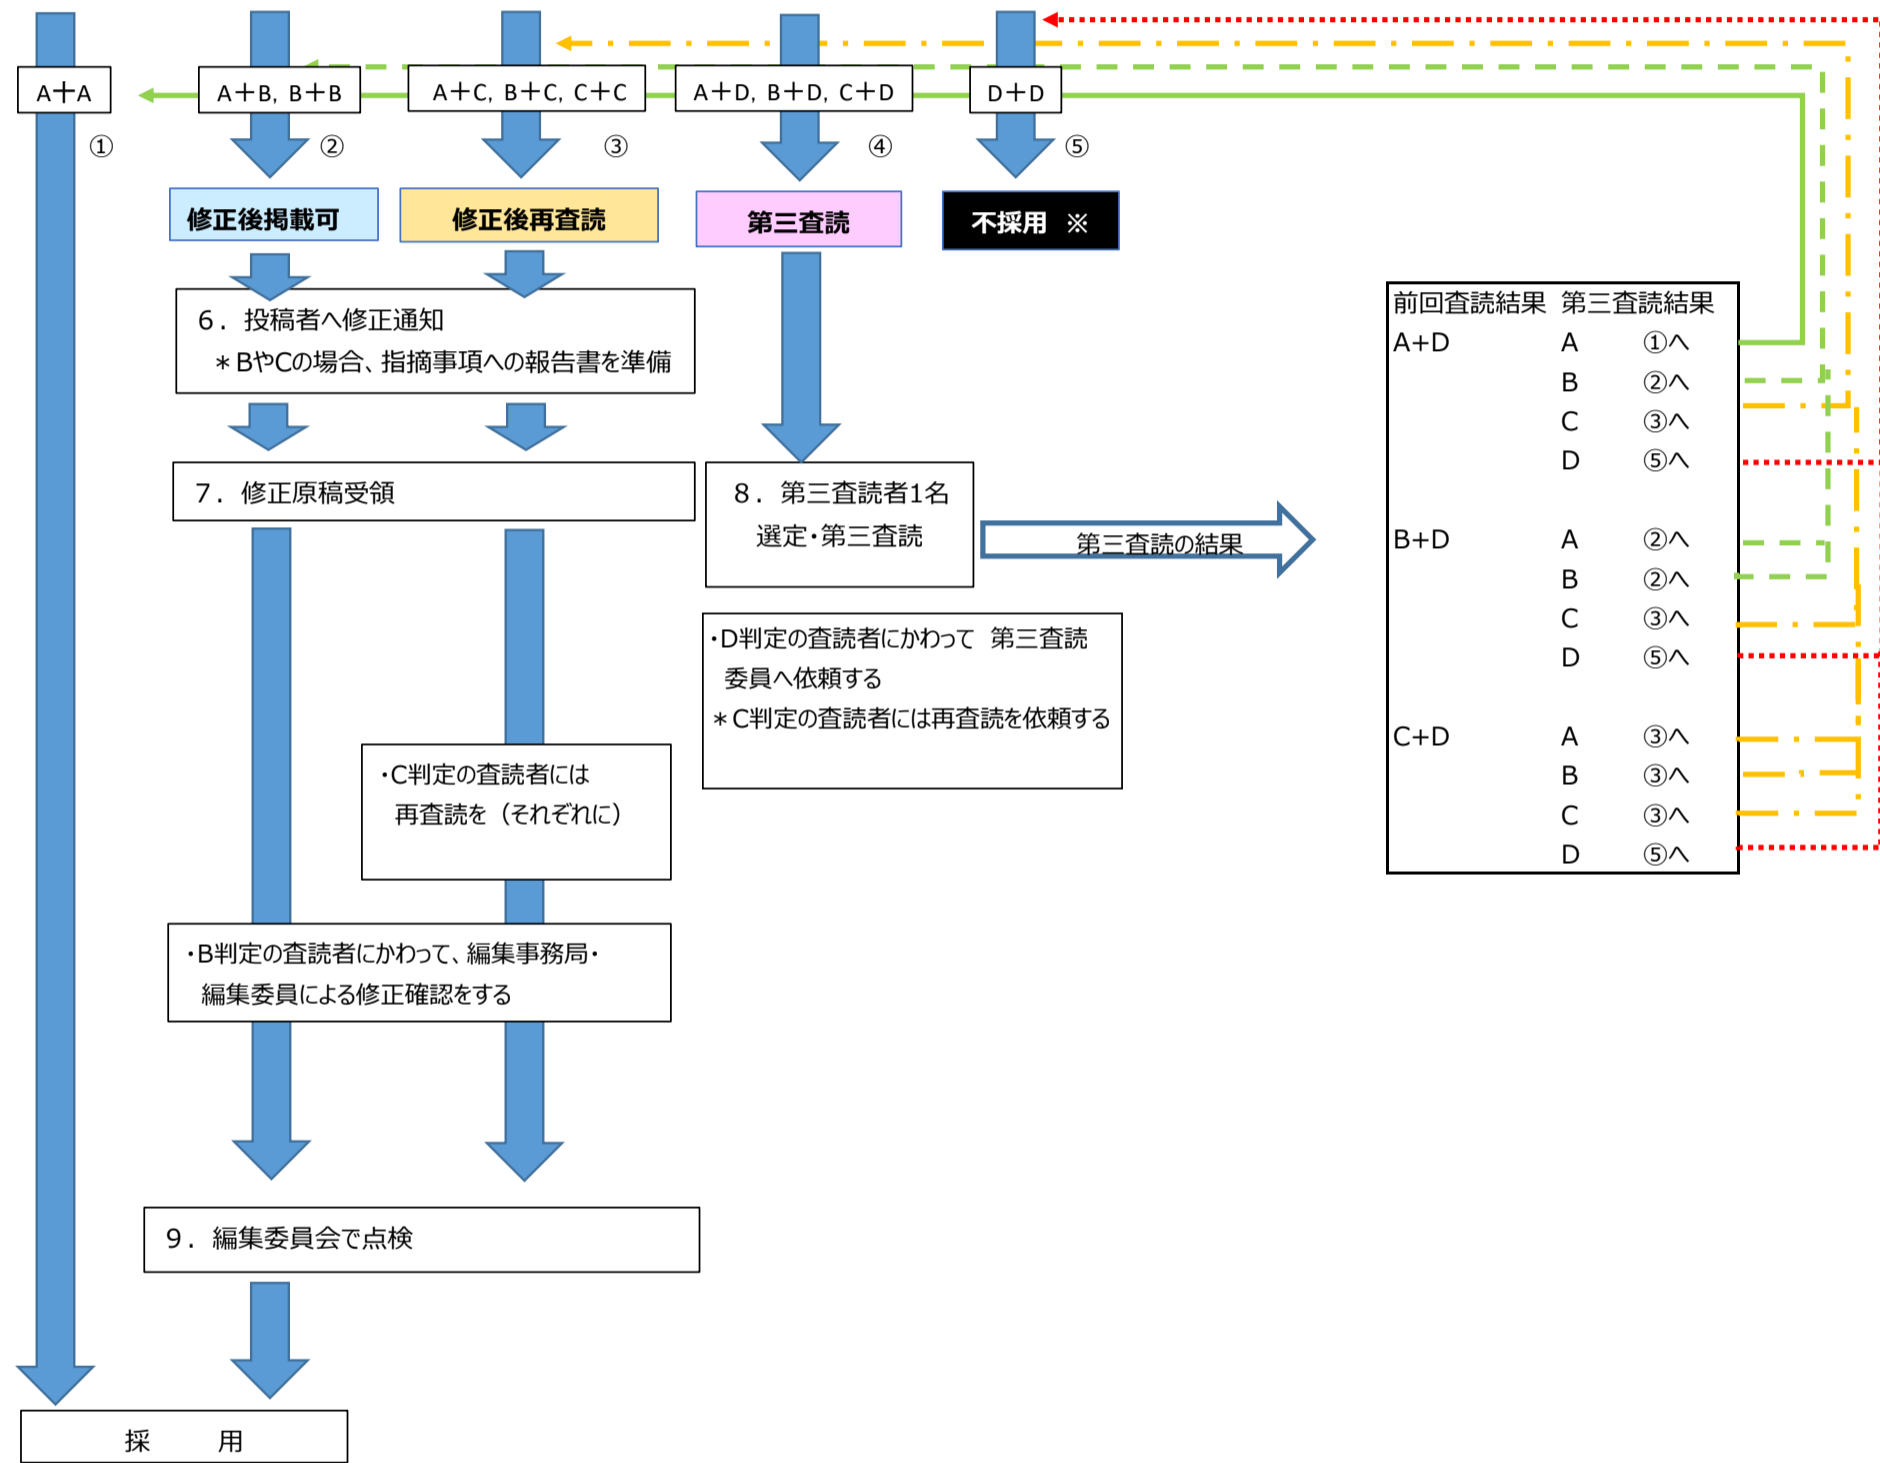 A+A
A+B, B+B
A+C, B+C, C+C
A+D, B+D, C+D
D+D
①
②
③
④
⑤
修正後掲載可
修正後再査読
第三査読
不採用 ※
6．投稿者へ修正通知
＊BやCの場合、指摘事項への報告書を準備
7．修正原稿受領
8．第三査読者1名
選定・第三査読
第三査読の結果
・D判定の査読者にかわって 第三査読
委員へ依頼する
＊C判定の査読者には再査読を依頼する
・C判定の査読者には
再査読を（それぞれに）
・B判定の査読者にかわって、編集事務局・
編集委員による修正確認をする
9．編集委員会で点検
採 用
前回査読結果 第三査読結果
A+D A ①へ
B ②へ
C ③へ
D ⑤へ
B+D A ②へ
B ②へ
C ③へ
D ⑤へ
C+D A ③へ
B ③へ
C ③へ
D ⑤へ